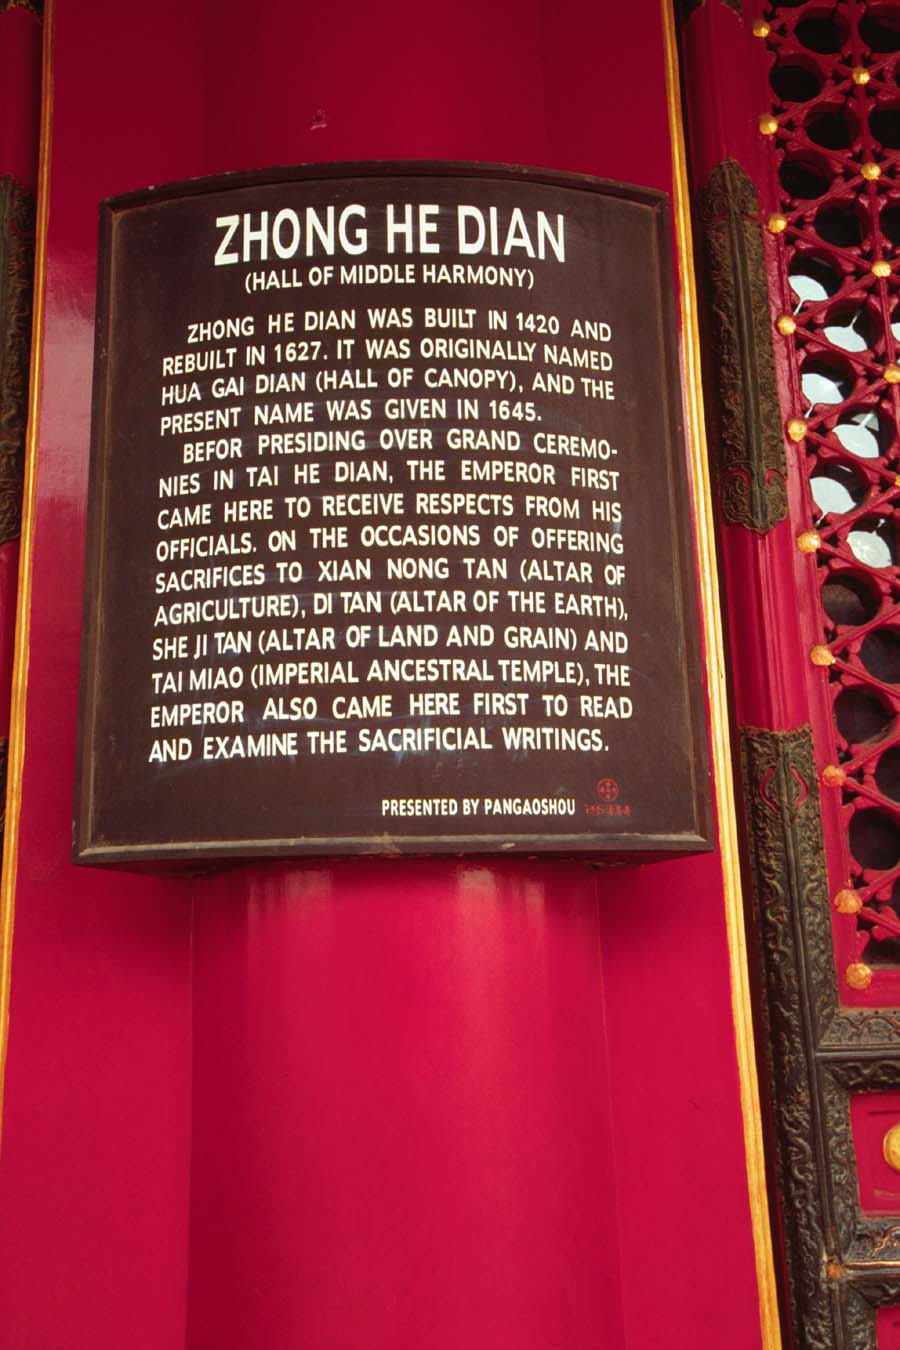 ZHONG HE DIAN
(HALL OF MIDDLE HARMONY)
ZHONG HE DIAN WAS BUILT IN 1420 AND
REBUILT IN 1627. IT WAS ORIGINALLY NAMED
HUA GAI DIAN (HALL OF CANOPY), AND THE
PRESENT NAME WAS GIVEN IN 1645.
BEFOR PRESIDING OVER GRAND CEREMO-
NIES IN TAI HE DIAN, THE EMPEROR FIRST
CAME HERE TO RECEIVE RESPECTS FROM HIS
OFFICIALS. ON THE OCCASIONS OF OFFERING
SACRIFICES TO XIAN NONG TAN (ALTAR OF
AGRICULTURE), DI TAN (ALTAR OF THE EARTH),
SHE JI TAN (ALTAR OF LAND AND GRAIN) AND
TAI MIAO (IMPERIAL ANCESTRAL TEMPLE), THE
EMPEROR ALSO CAME HERE FIRST TO READ
AND EXAMINE THE SACRIFICIAL WRITINGS.
PRESENTED BY PANGAOSHOU